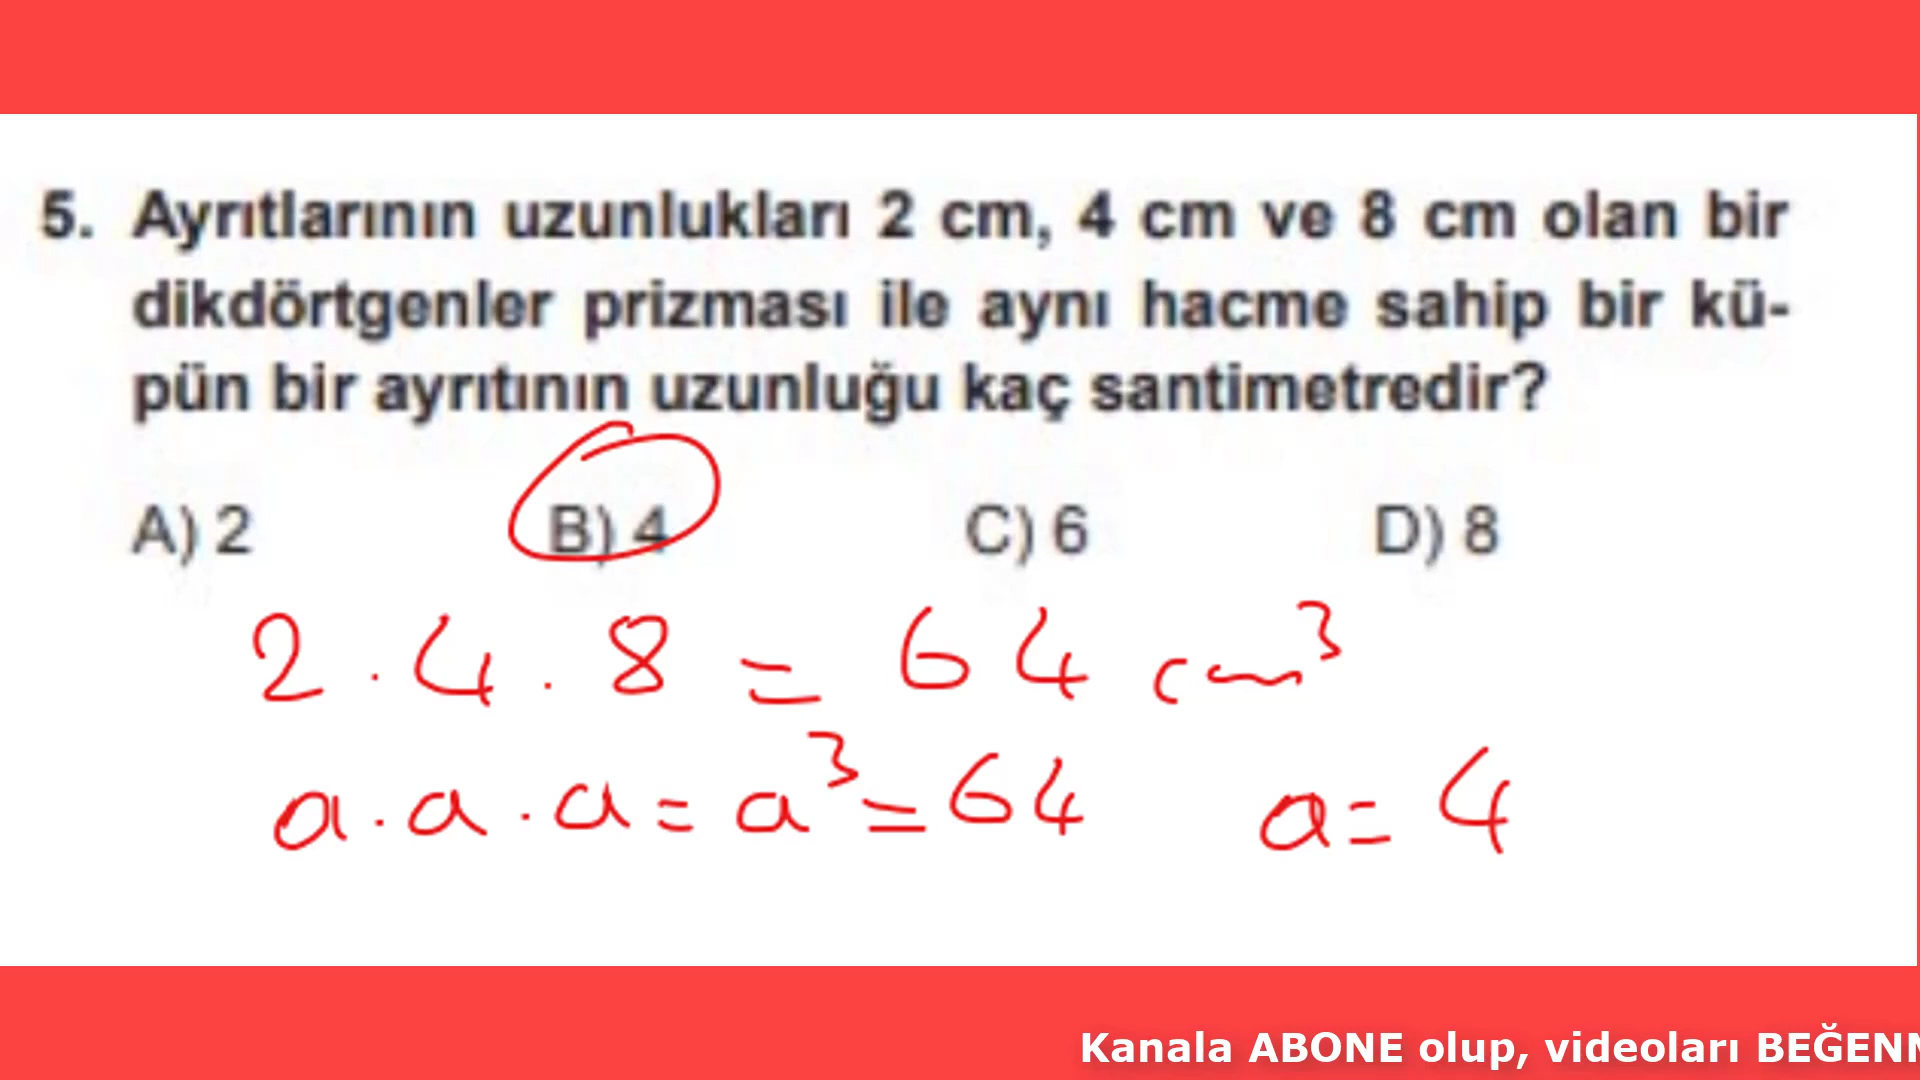 5. Ayrıtlarının uzunlukları 2 cm, 4 cm ve 8 cm olan bir
dikdörtgenler prizması ile aynı hacme sahip bir kü-
pün bir ayrıtının uzunluğu kaç santimetredir?
A) 2 B) 4 C) 6 D) 8
2 . 4 . 8 = 64 cm³
a . a . a = a³ = 64 a = 4
Kanala ABONE olup, videoları BEĞENM